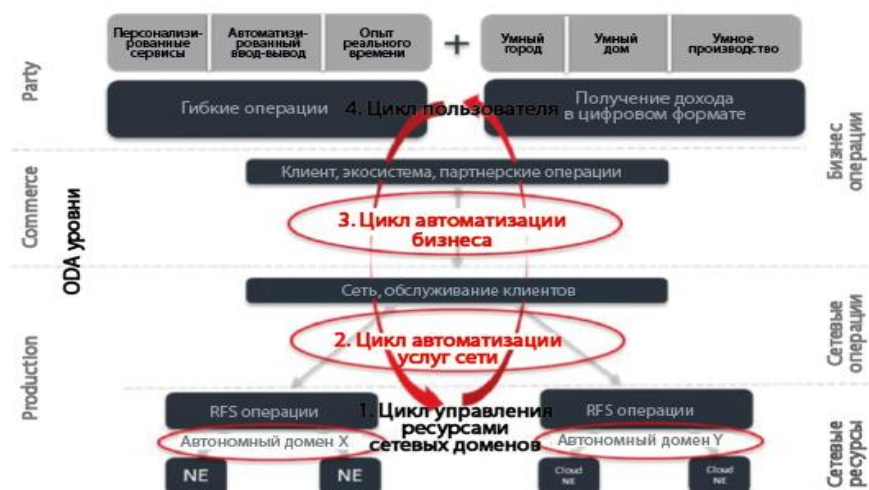 Персонализи-
рованные
сервисы
Автоматизи-
рованный
ввод-вывод
Опыт
реального
времени
+
Умный
город
Умный
дом
Умное
производство
Party
Гибкие операции
4. Цикл пользователя
Получение дохода
в цифровом формате
Бизнес
операции
Commerce
ODA уровни
Клиент, экосистема, партнерские операции
3. Цикл автоматизации
бизнеса
Сеть, обслуживание клиентов
Production
2. Цикл автоматизации
услуг сети
Сетевые
операции
RFS операции
1. Цикл управления
ресурсами
сетевых доменов
RFS операции
Автономный домен X
Автономный домен Y
NE
NE
Cloud
NE
Cloud
NE
Сетевые
ресурсы